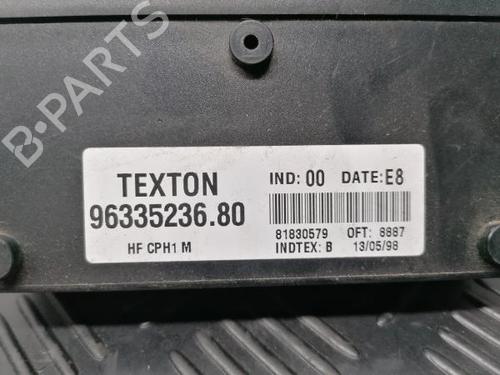 B-PARTS
TEXTON
96335236.80
HF CPH1 M
IND: 00 DATE: E8
81830579 OFT: 8887
INDTEX: B 13/05/98